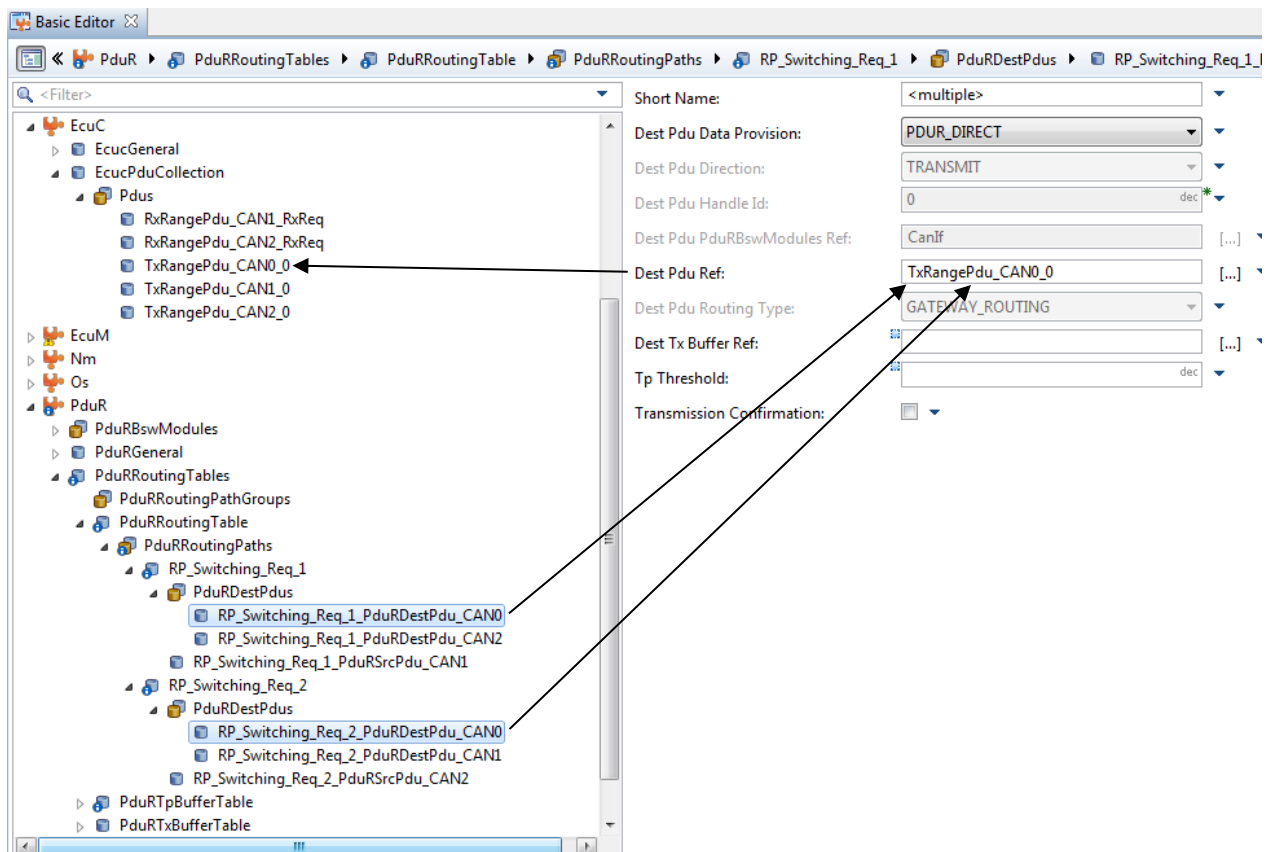 Basic Editor
« PduR PduRRoutingTables PduRRoutingTable PduRRoutingPaths RP_Switching_Req_1 PduRDestPdus RP_Switching_Req_1_
<Filter>
EcuC
EcucGeneral
EcucPduCollection
Pdus
RxRangePdu_CAN1_RxReq
RxRangePdu_CAN2_RxReq
TxRangePdu_CAN0_0
TxRangePdu_CAN1_0
TxRangePdu_CAN2_0
EcuM
Nm
Os
PduR
PduRBswModules
PduRGeneral
PduRRoutingTables
PduRRoutingPathGroups
PduRRoutingTable
PduRRoutingPaths
RP_Switching_Req_1
PduRDestPdus
RP_Switching_Req_1_PduRDestPdu_CAN0
RP_Switching_Req_1_PduRDestPdu_CAN2
RP_Switching_Req_1_PduRSrcPdu_CAN1
RP_Switching_Req_2
PduRDestPdus
RP_Switching_Req_2_PduRDestPdu_CAN0
RP_Switching_Req_2_PduRDestPdu_CAN1
RP_Switching_Req_2_PduRSrcPdu_CAN2
PduRTpBufferTable
PduRTxBufferTable
Short Name: <multiple>
Dest Pdu Data Provision: PDUR_DIRECT
Dest Pdu Direction: TRANSMIT
Dest Pdu Handle Id: 0 dec *
Dest Pdu PduRBswModules Ref: CanIf [...]
Dest Pdu Ref: TxRangePdu_CAN0_0 [...]
Dest Pdu Routing Type: GATEWAY_ROUTING
Dest Tx Buffer Ref: [...]
Tp Threshold: dec
Transmission Confirmation: